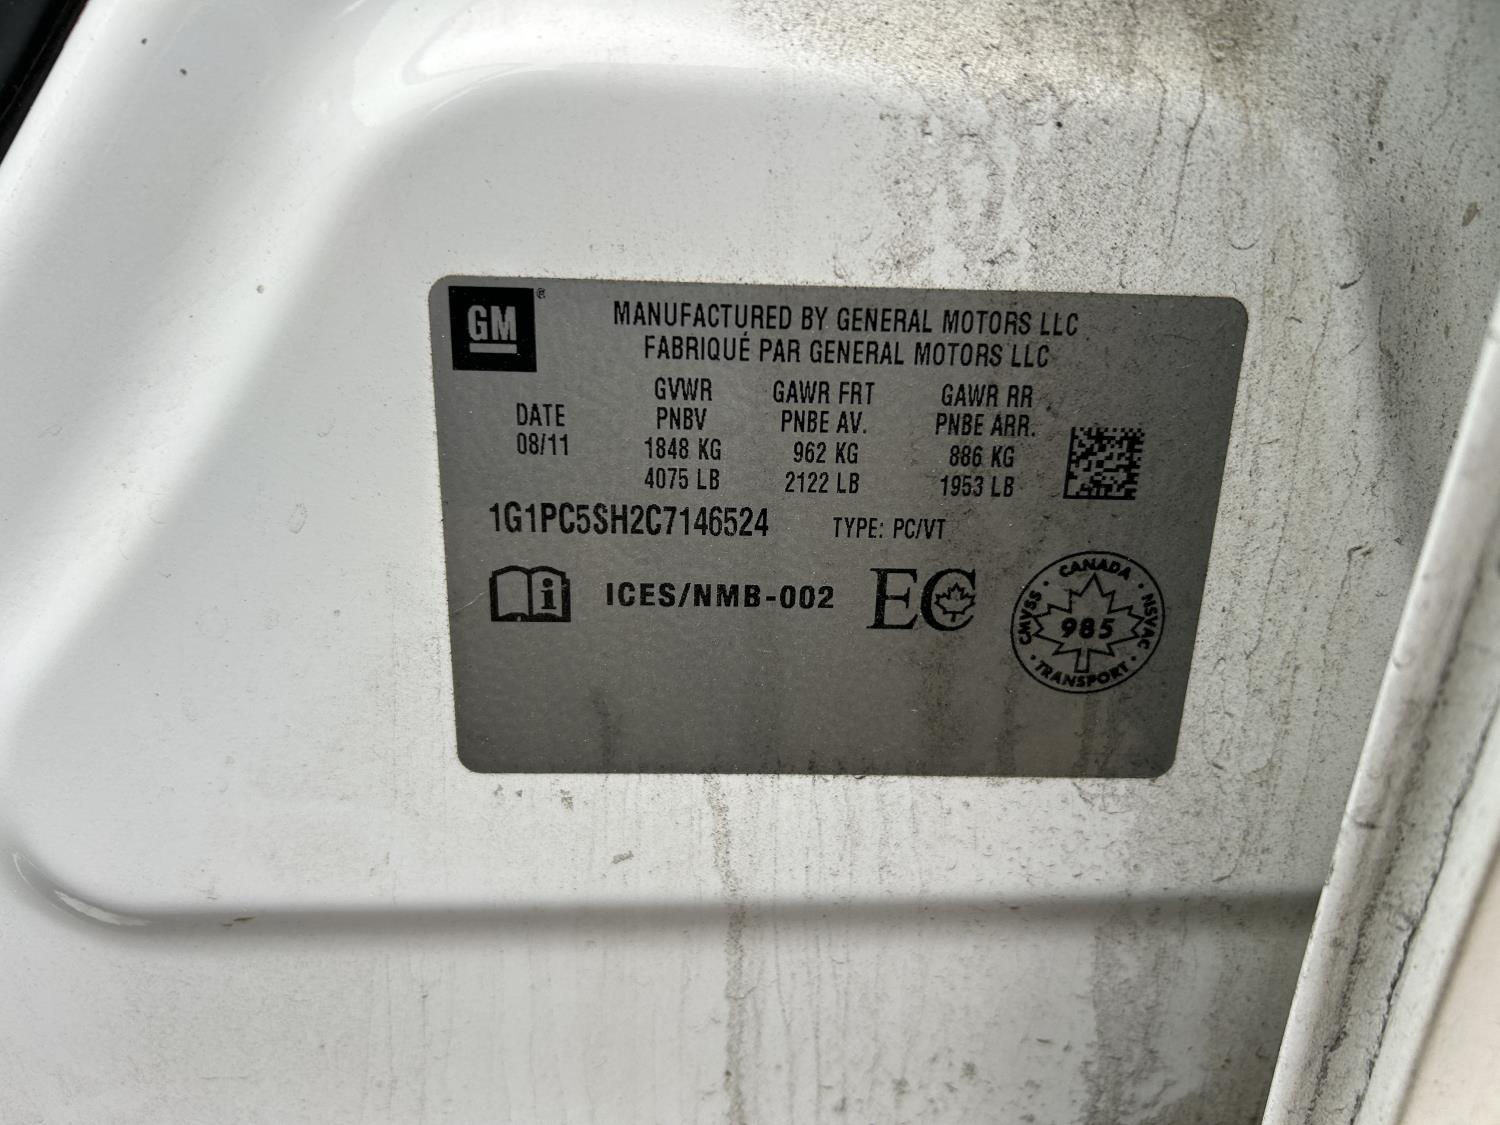 GM ®
MANUFACTURED BY GENERAL MOTORS LLC
FABRIQUÉ PAR GENERAL MOTORS LLC
DATE
08/11
GVWR
PNBV
1848 KG
4075 LB
GAWR FRT
PNBE AV.
962 KG
2122 LB
GAWR RR
PNBE ARR.
886 KG
1953 LB
1G1PC5SH2C7146524 TYPE: PC/VT
i ICES/NMB-002 EC
CANADA · NSVAC · TRANSPORT · CMVSS ·
985